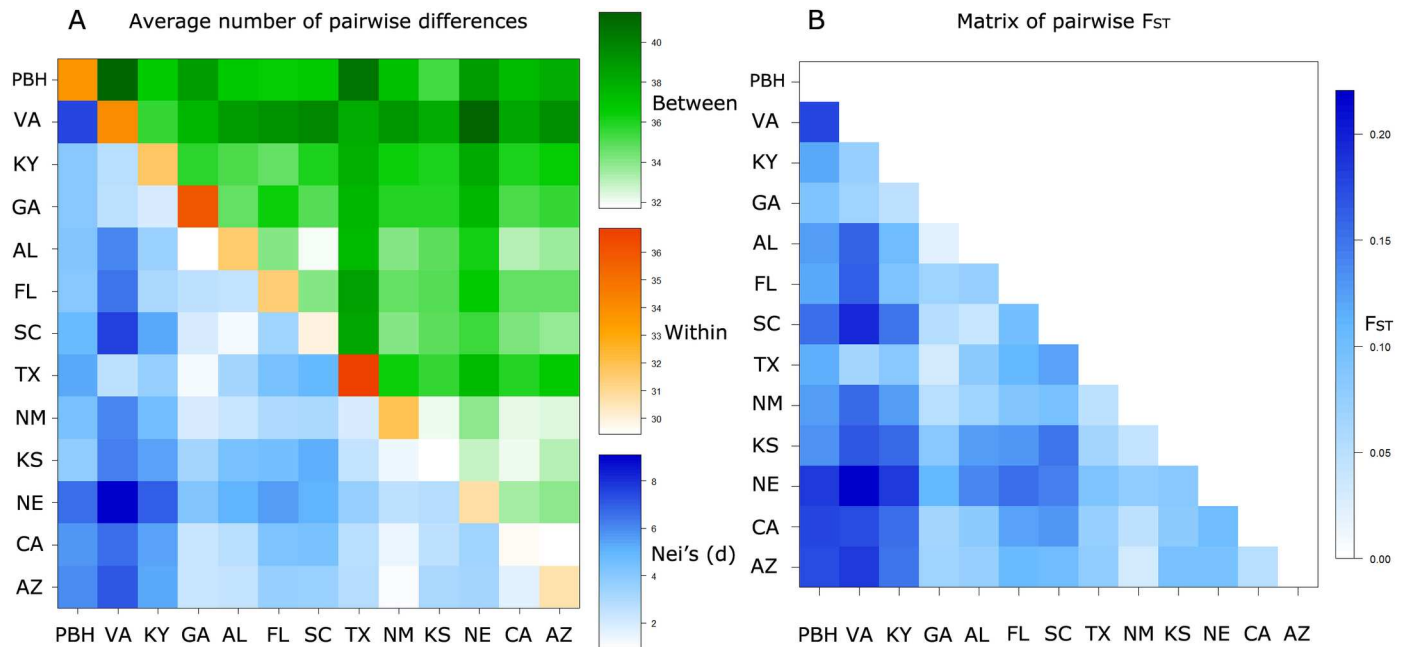 A Average number of pairwise differences
PBH
VA
KY
GA
AL
FL
SC
TX
NM
KS
NE
CA
AZ
PBH VA KY GA AL FL SC TX NM KS NE CA AZ
40
38
36
34
32
Between
36
35
34
33
32
31
30
Within
8
6
4
2
Nei's (d)
B Matrix of pairwise FST
PBH
VA
KY
GA
AL
FL
SC
TX
NM
KS
NE
CA
AZ
PBH VA KY GA AL FL SC TX NM KS NE CA AZ
0.20
0.15
0.10
0.05
0.00
FST